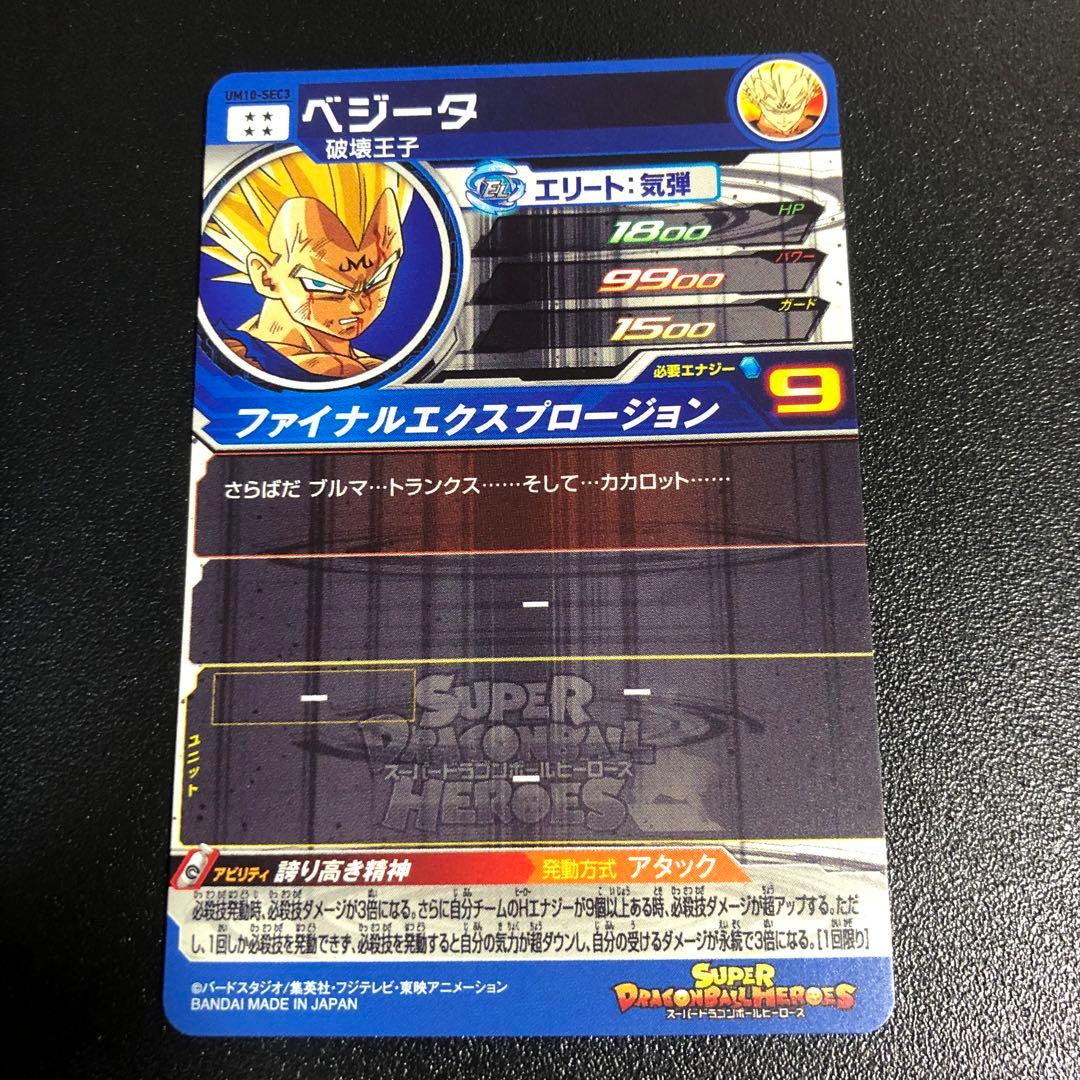 UM10-SEC3
ベジータ
破壊王子
EL エリート:気弾
HP
1800
パワー
9900
ガード
1500
必要エナジー 9
ファイナルエクスプロージョン
さらばだ ブルマ…トランクス……そして…カカロット……
ー
ー ー
ー
ユニット
SUPER
DRAGONBALL
スーパードラゴンボールヒーローズ
HEROES
アビリティ 誇り高き精神 発動方式 アタック
必殺技発動時、必殺技ダメージが3倍になる。さらに自分チームのHエナジーが9個以上ある時、必殺技ダメージが超アップする。ただ
し、1回しか必殺技を発動できず、必殺技を発動すると自分の気力が超ダウンし、自分の受けるダメージが永続で3倍になる。[1回限り]
©バードスタジオ/集英社・フジテレビ・東映アニメーション
BANDAI MADE IN JAPAN
SUPER
DRAGONBALL HEROES
スーパードラゴンボールヒーローズ